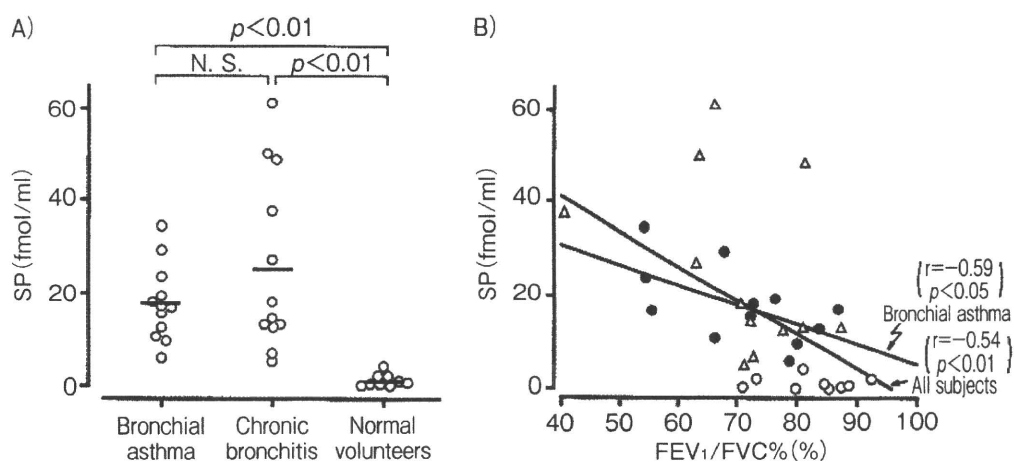 A)
p<0.01
N. S.
p<0.01
60
40
20
0
SP (fmol/ml)
Bronchial
asthma
Chronic
bronchitis
Normal
volunteers
B)
60
40
20
0
SP (fmol/ml)
(r=-0.59
p<0.05)
Bronchial asthma
(r=-0.54
p<0.01)
All subjects
40 50 60 70 80 90 100
FEV₁/FVC%(%)